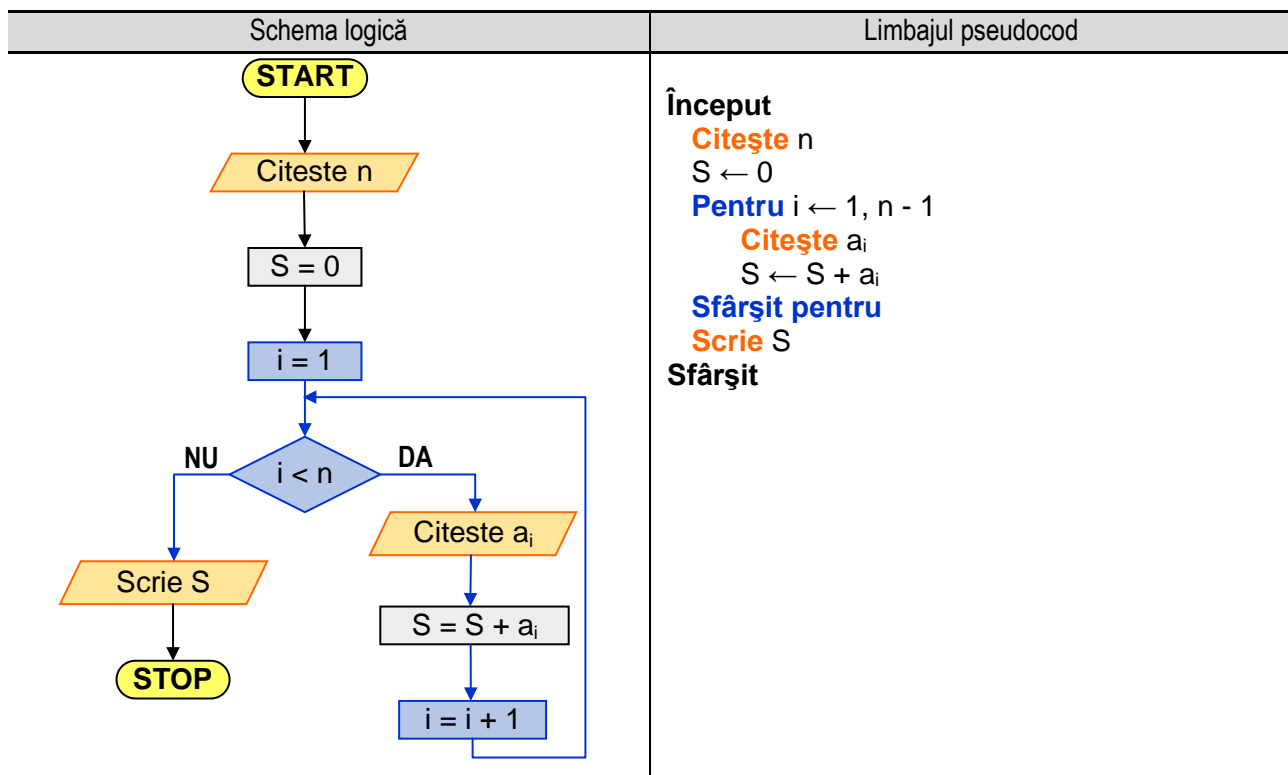 Schema logică
Limbajul pseudocod
START
Citeste n
S = 0
i = 1
NU
DA
i < n
Citeste aᵢ
Scrie S
S = S + aᵢ
STOP
i = i + 1
Început
Citeşte n
S ← 0
Pentru i ← 1, n - 1
Citeşte aᵢ
S ← S + aᵢ
Sfârşit pentru
Scrie S
Sfârşit